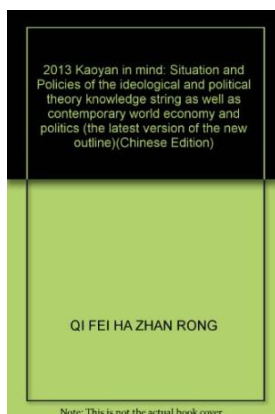 2013 Kaoyan in mind: Situation and
Policies of the ideological and political
theory knowledge string as well as
contemporary world economy and
politics (the latest version of the new
outline)(Chinese Edition)
QI FEI HA ZHAN RONG
Note: This is not the actual book cover